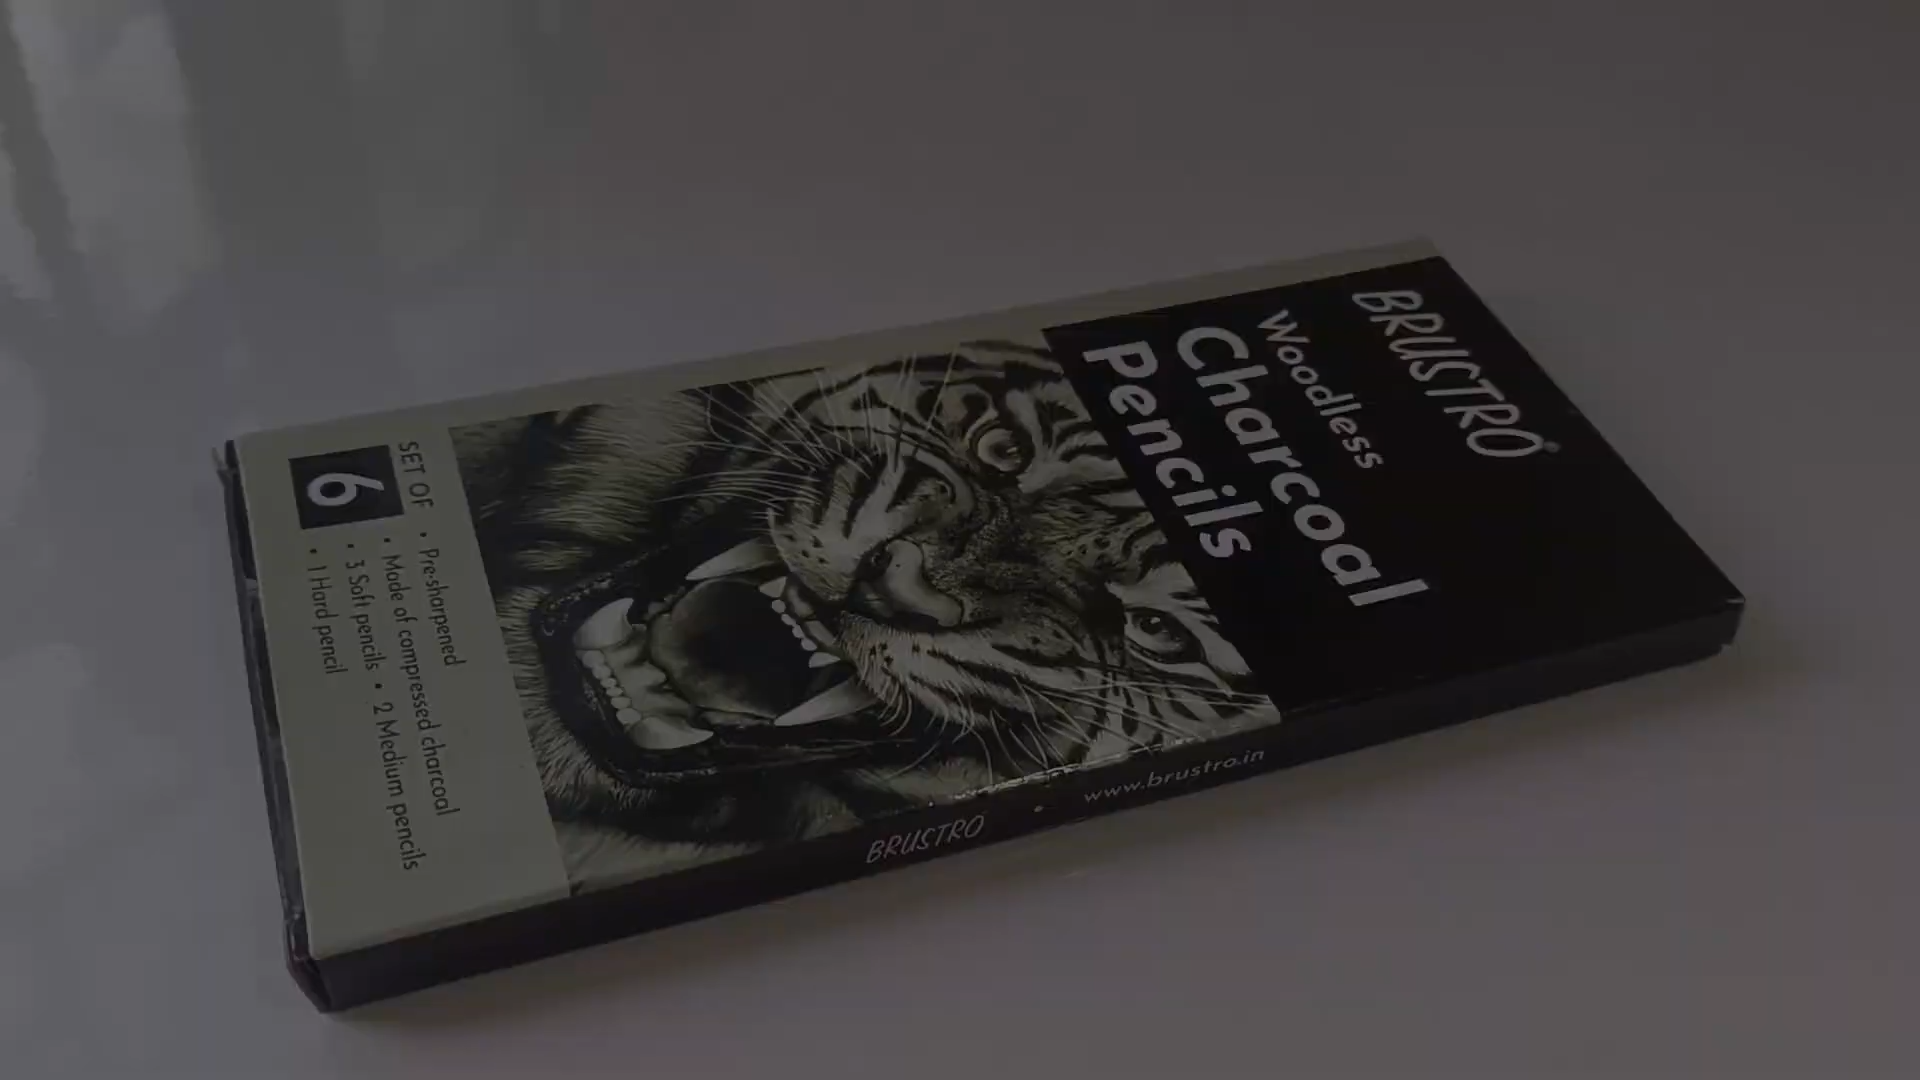 BRUSTRO®
Woodless
Charcoal
Pencils
SET OF
6
• Pre-sharpened
• Made of compressed charcoal
• 3 Soft pencils • 2 Medium pencils
• 1 Hard pencil
BRUSTRO • www.brustro.in